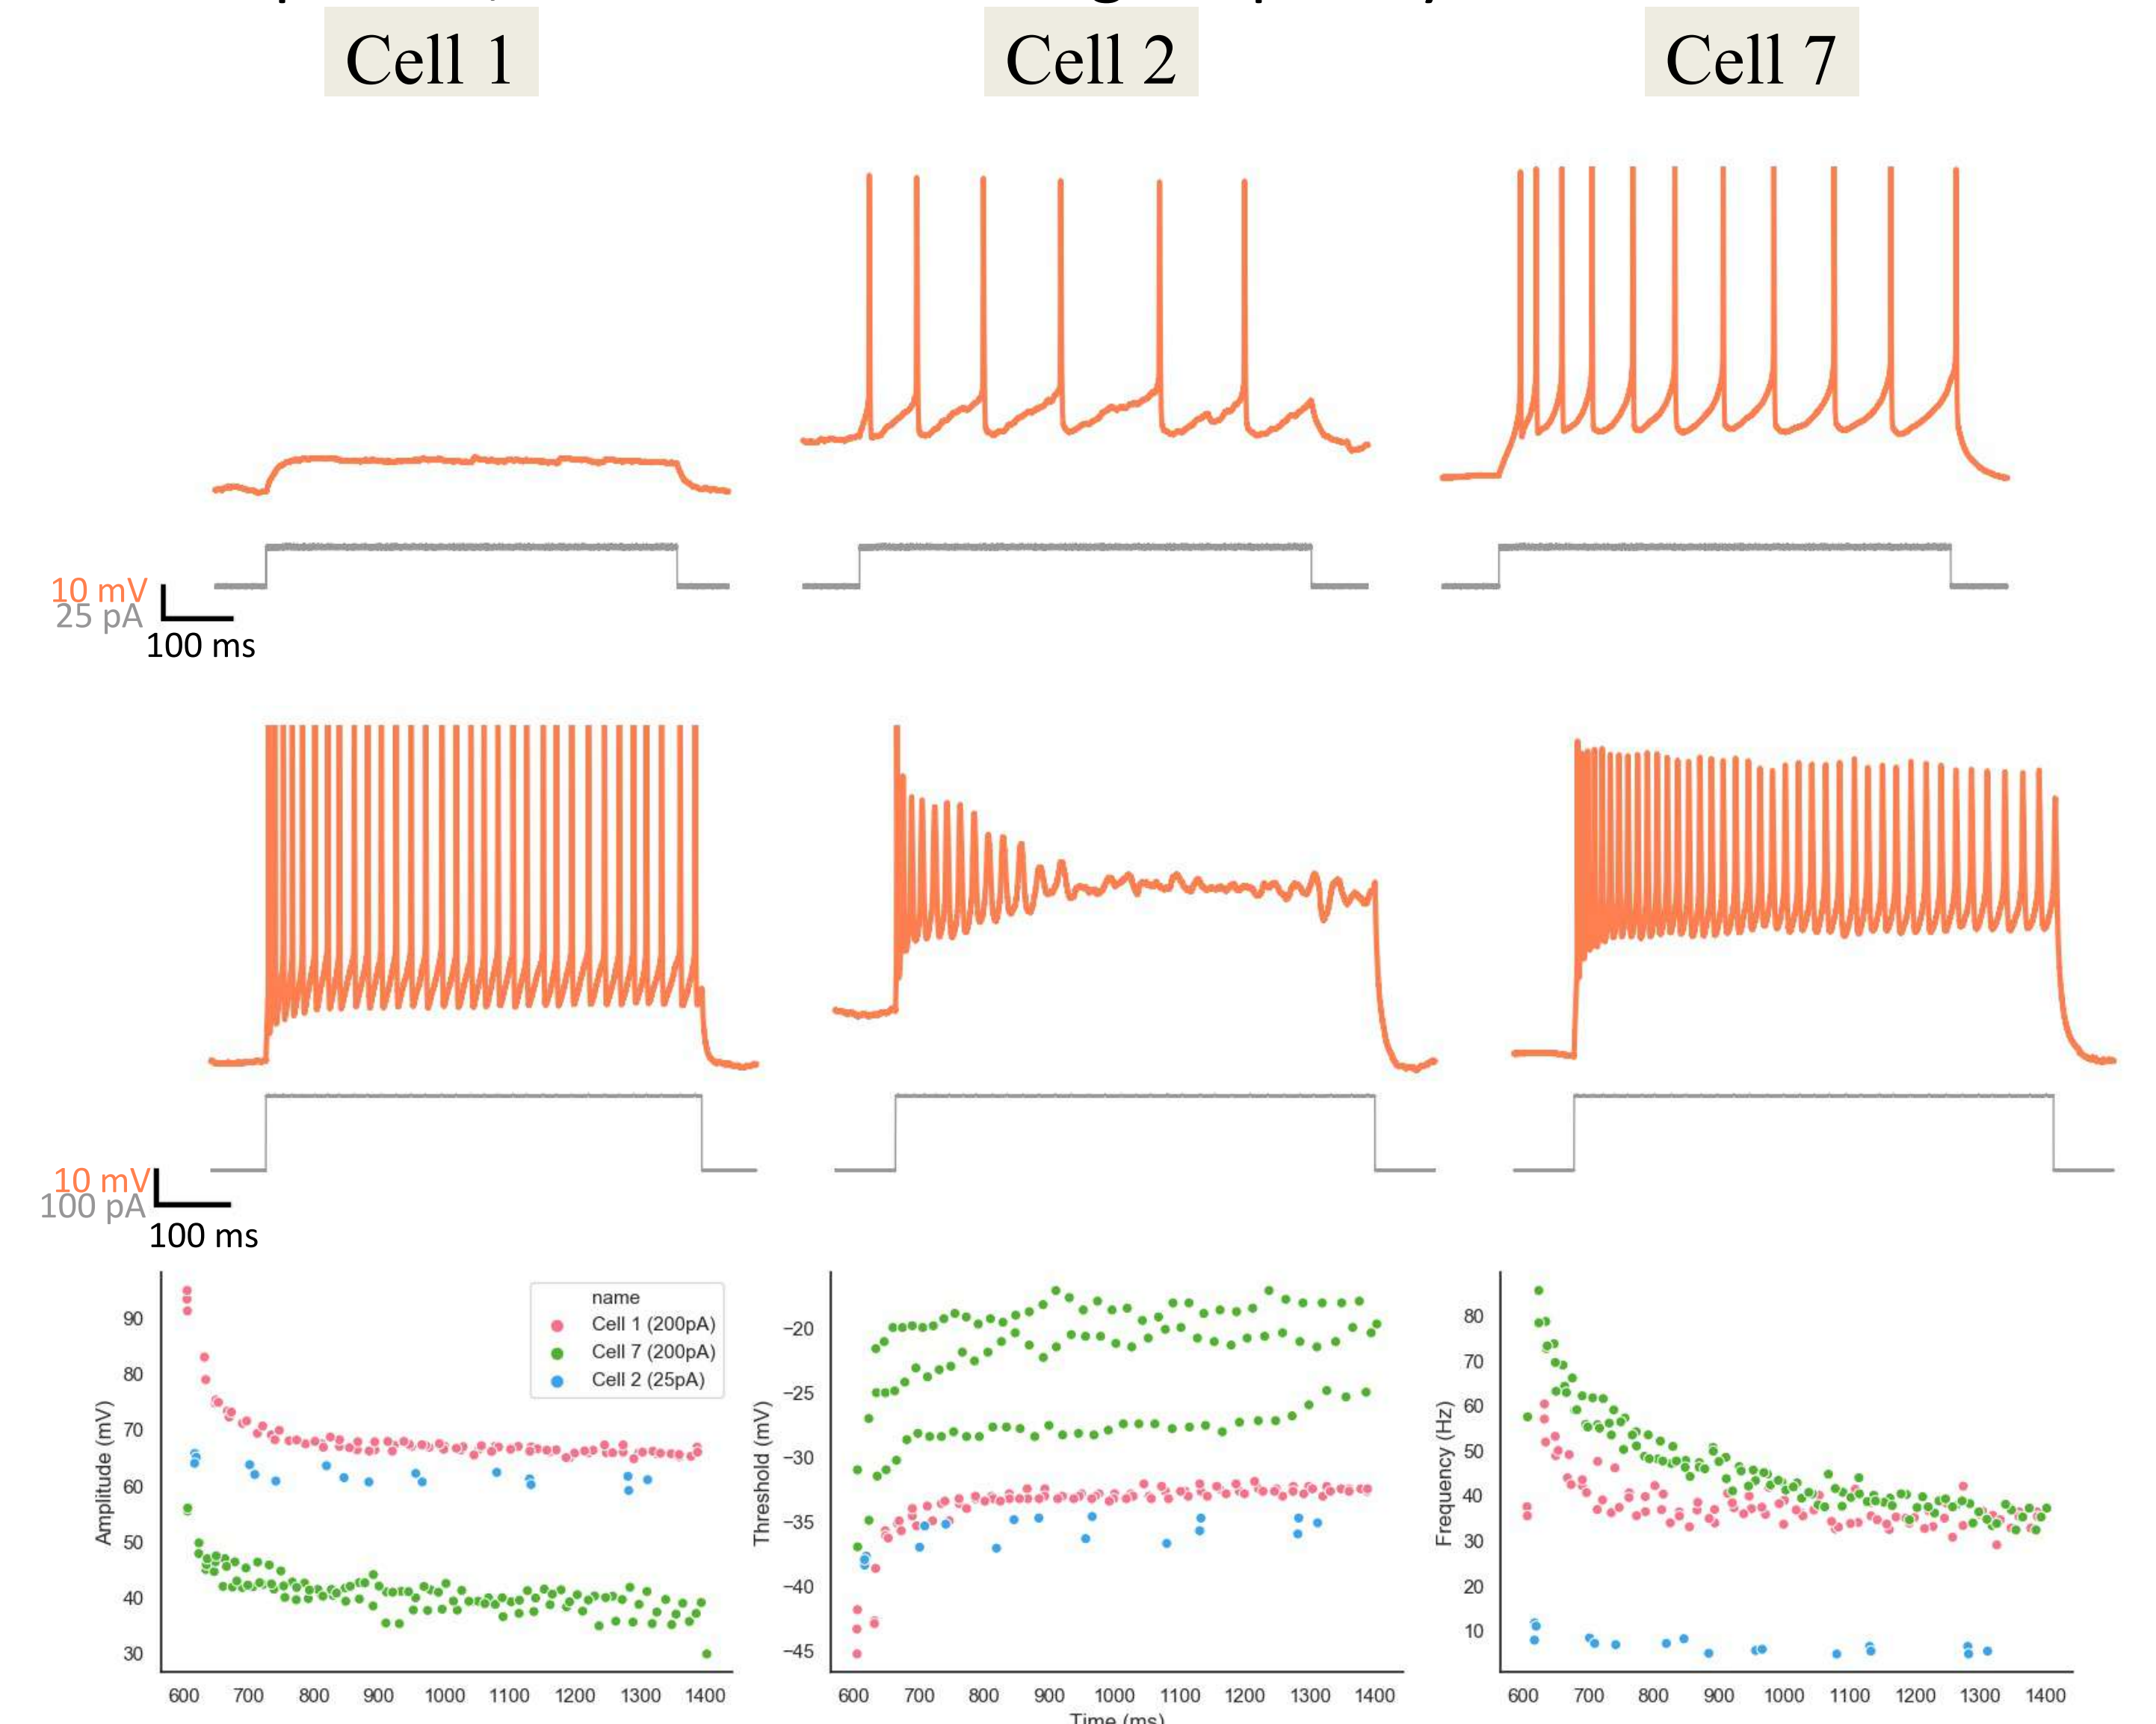 Cell 1
Cell 2
Cell 7
10 mV
25 pA
100 ms
10 mV
100 pA
100 ms
name
Cell 1 (200pA)
Cell 7 (200pA)
Cell 2 (25pA)
Amplitude (mV)
90
80
70
60
50
40
30
600 700 800 900 1000 1100 1200 1300 1400
Threshold (mV)
−20
−25
−30
−35
−40
−45
600 700 800 900 1000 1100 1200 1300 1400
Time (ms)
Frequency (Hz)
80
70
60
50
40
30
20
10
600 700 800 900 1000 1100 1200 1300 1400